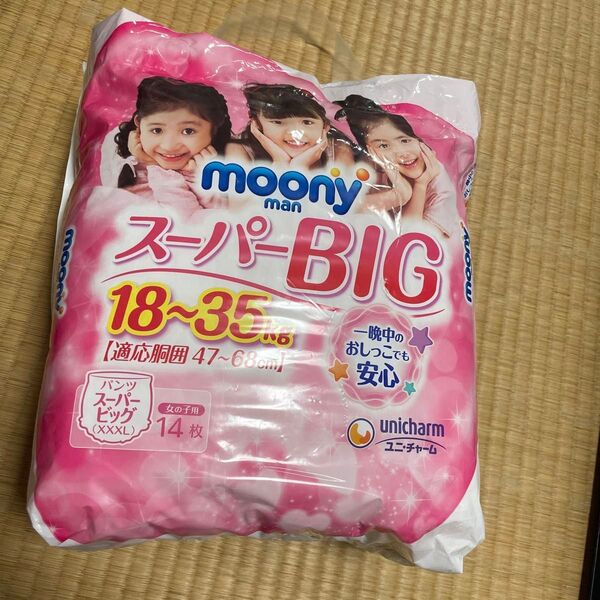 moony
man
スーパーBIG
18~35kg
【適応胴囲 47~68cm】
一晩中の
おしっこでも
安心
パンツ
スーパー
ビッグ
(XXXL)
女の子用
14枚
unicharm
ユニ・チャーム
moony
moony